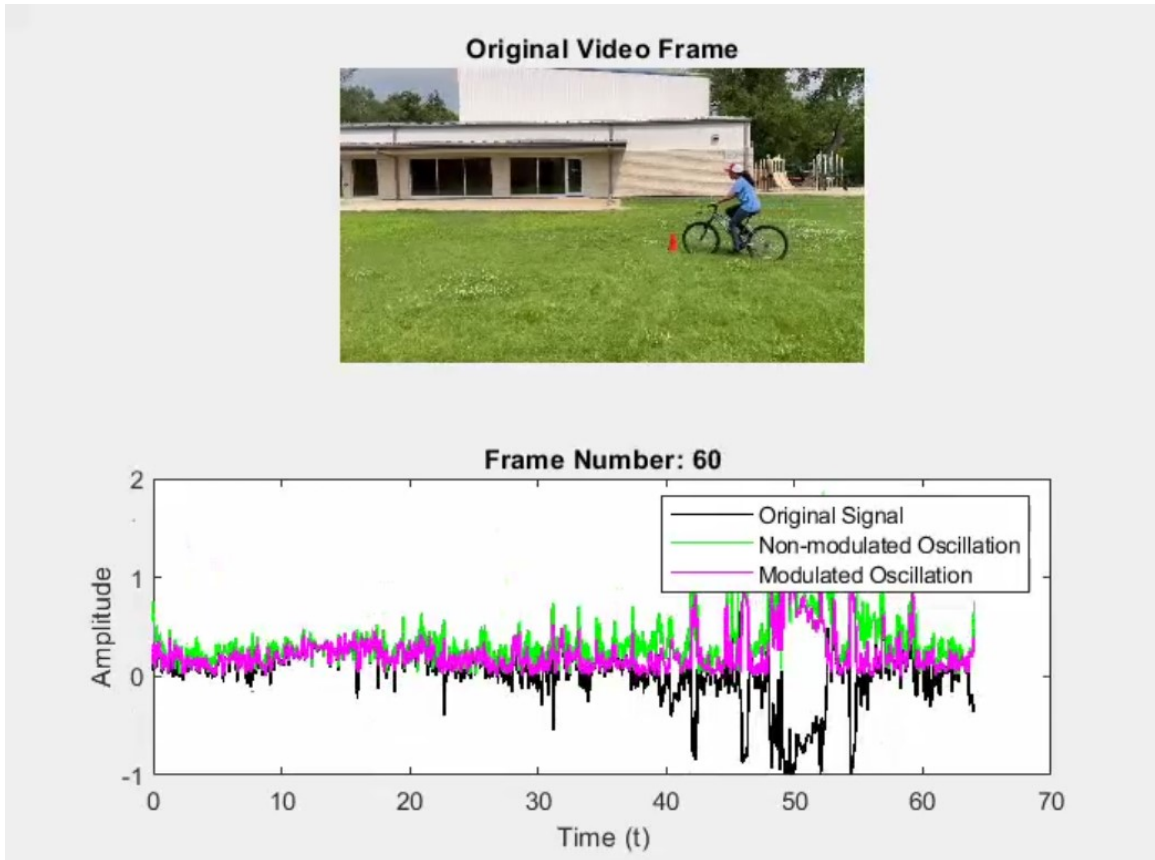 Original Video Frame
Frame Number: 60
2
1
0
-1
Amplitude
Original Signal
Non-modulated Oscillation
Modulated Oscillation
0 10 20 30 40 50 60 70
Time (t)